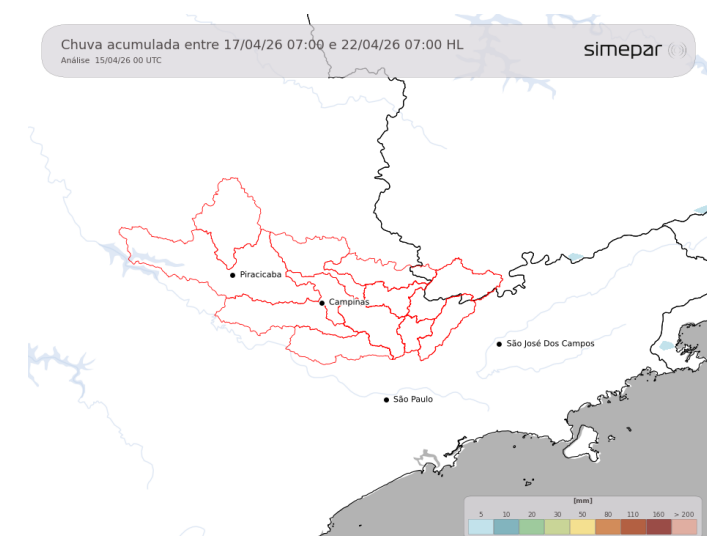 Chuva acumulada entre 17/04/26 07:00 e 22/04/26 07:00 HL
Análise 15/04/26 00 UTC
simepar
Piracicaba
Campinas
São José Dos Campos
São Paulo
[mm]
5 10 20 30 50 80 110 160 > 200